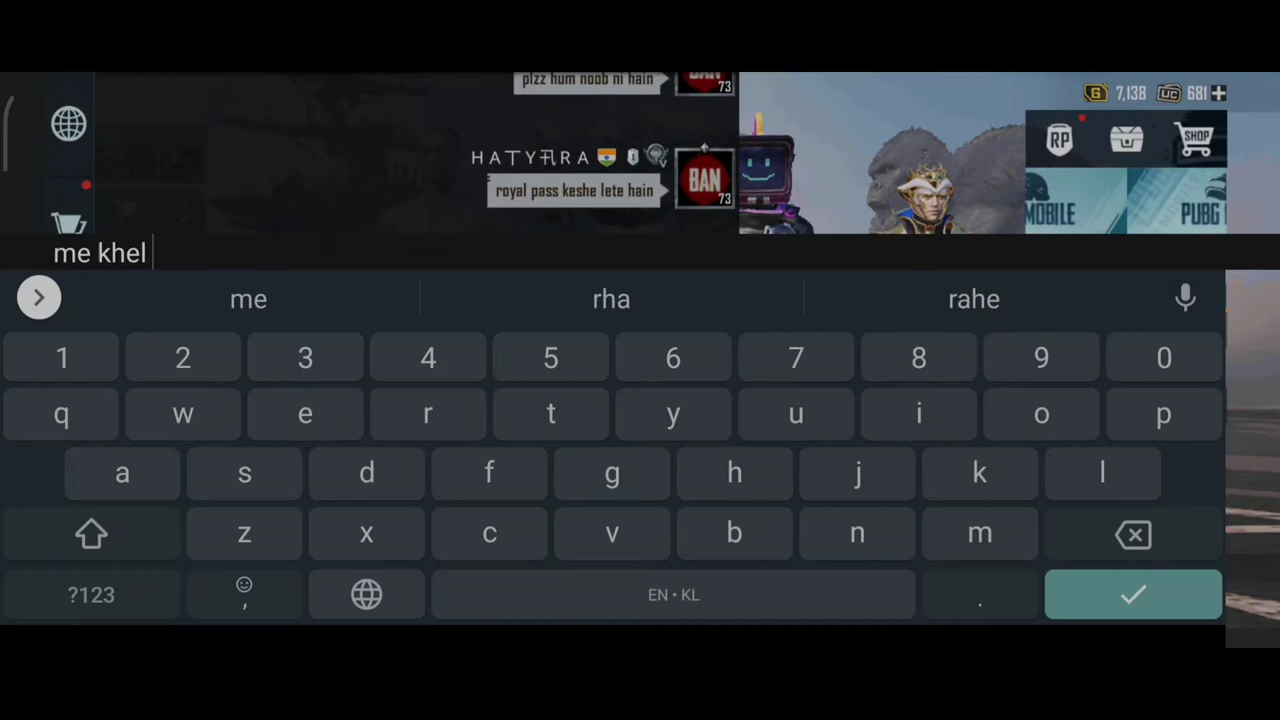 plzz hum noob ni hain
BAN
73
G 7,138 UC 681 +
RP
SHOP
royal pass keshe lete hain
BAN
73
MOBILE
PUBG
me khel
me
rha
rahe
1 2 3 4 5 6 7 8 9 0
q w e r t y u i o p
a s d f g h j k l
z x c v b n m
?123
,
EN • KL
.